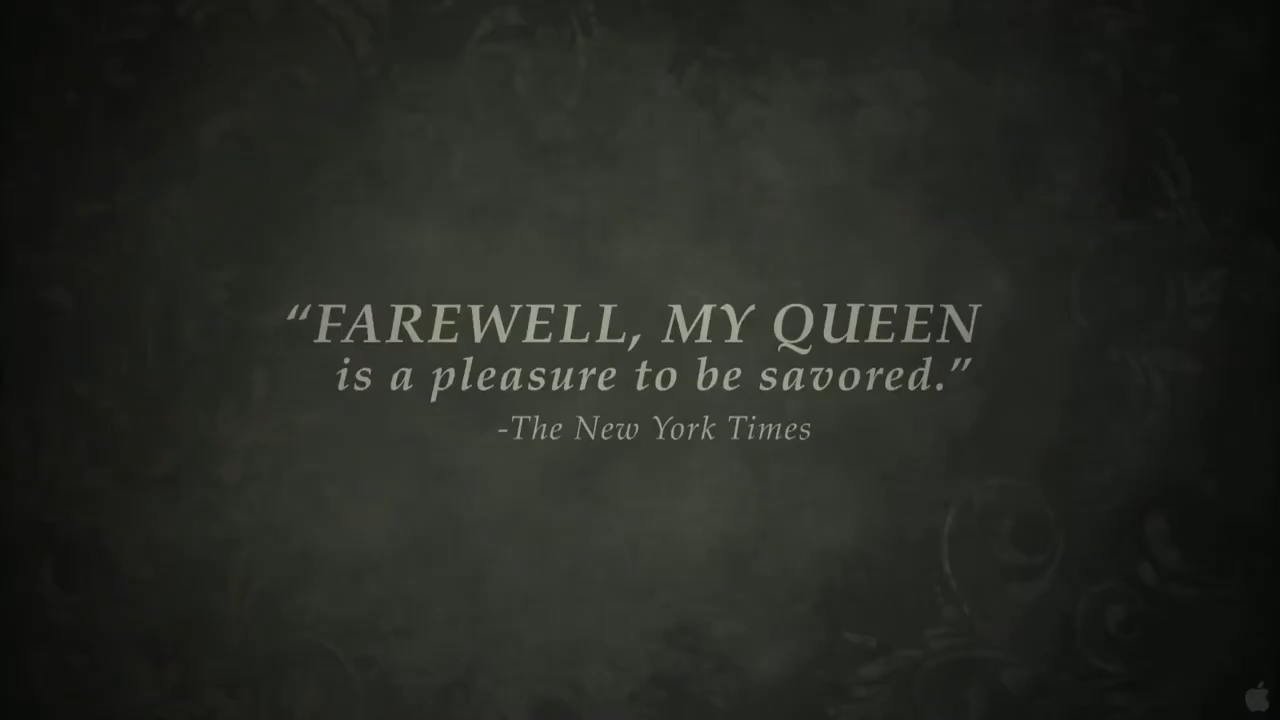 “FAREWELL, MY QUEEN
is a pleasure to be savored.”
-The New York Times